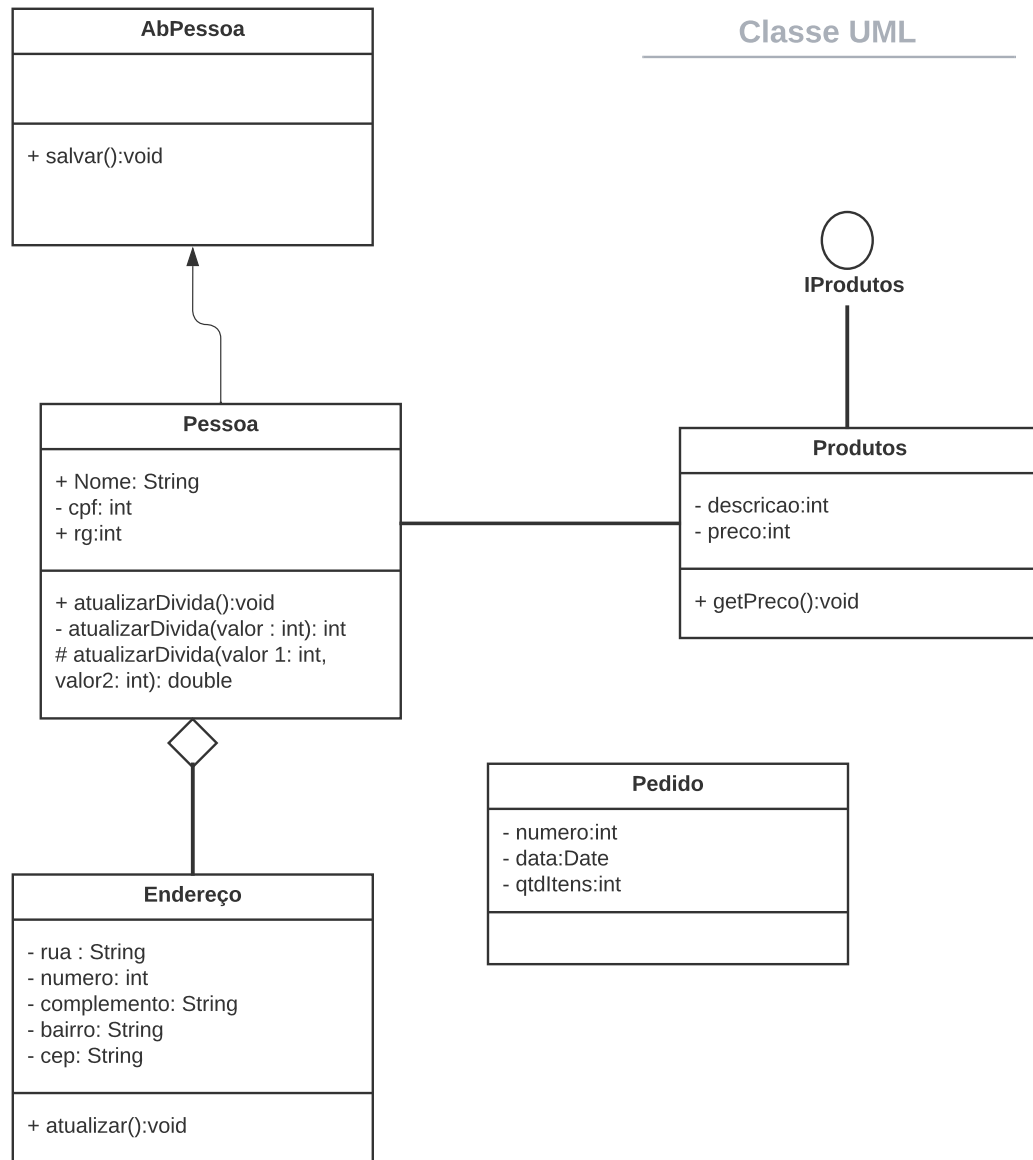 AbPessoa
+ salvar():void
Classe UML
IProdutos
Pessoa
+ Nome: String
- cpf: int
+ rg:int
+ atualizarDivida():void
- atualizarDivida(valor : int): int
# atualizarDivida(valor 1: int,
valor2: int): double
Produtos
- descricao:int
- preco:int
+ getPreco():void
Pedido
- numero:int
- data:Date
- qtdItens:int
Endereço
- rua : String
- numero: int
- complemento: String
- bairro: String
- cep: String
+ atualizar():void